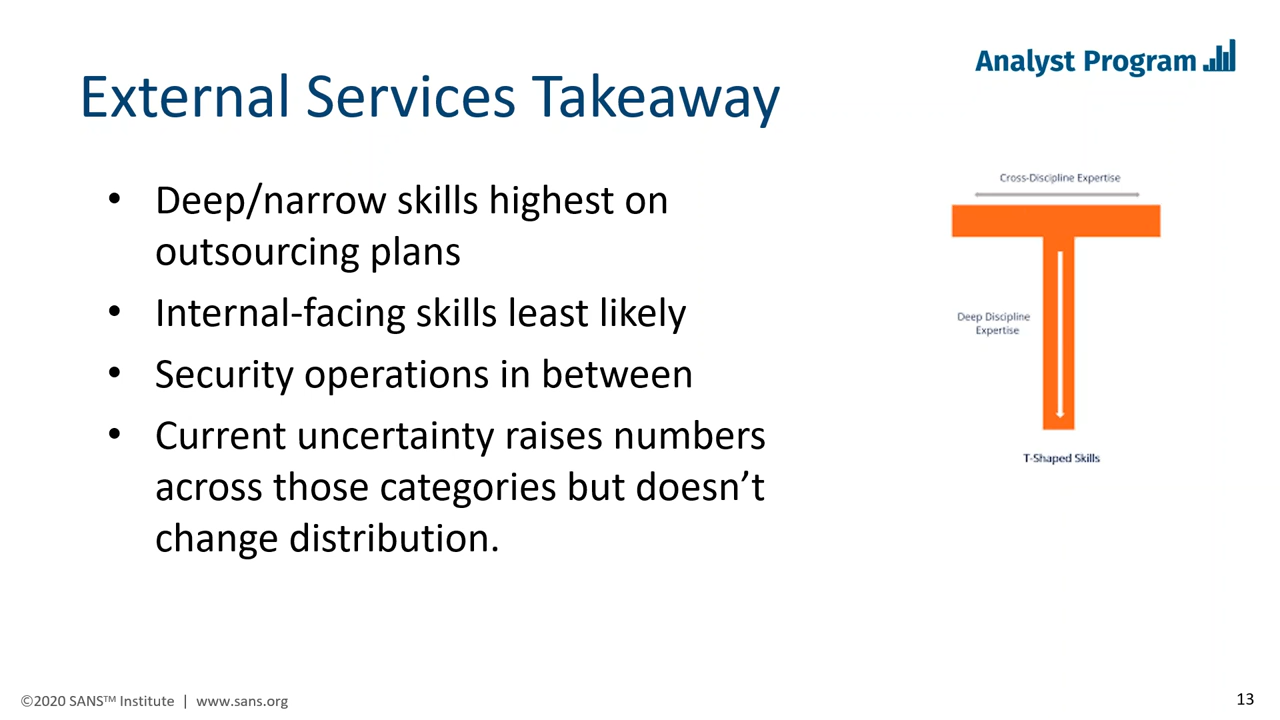 Analyst Program
External Services Takeaway
• Deep/narrow skills highest on
outsourcing plans
• Internal-facing skills least likely
• Security operations in between
• Current uncertainty raises numbers
across those categories but doesn’t
change distribution.
Cross-Discipline Expertise
Deep Discipline
Expertise
T-Shaped Skills
©2020 SANS™ Institute | www.sans.org
13